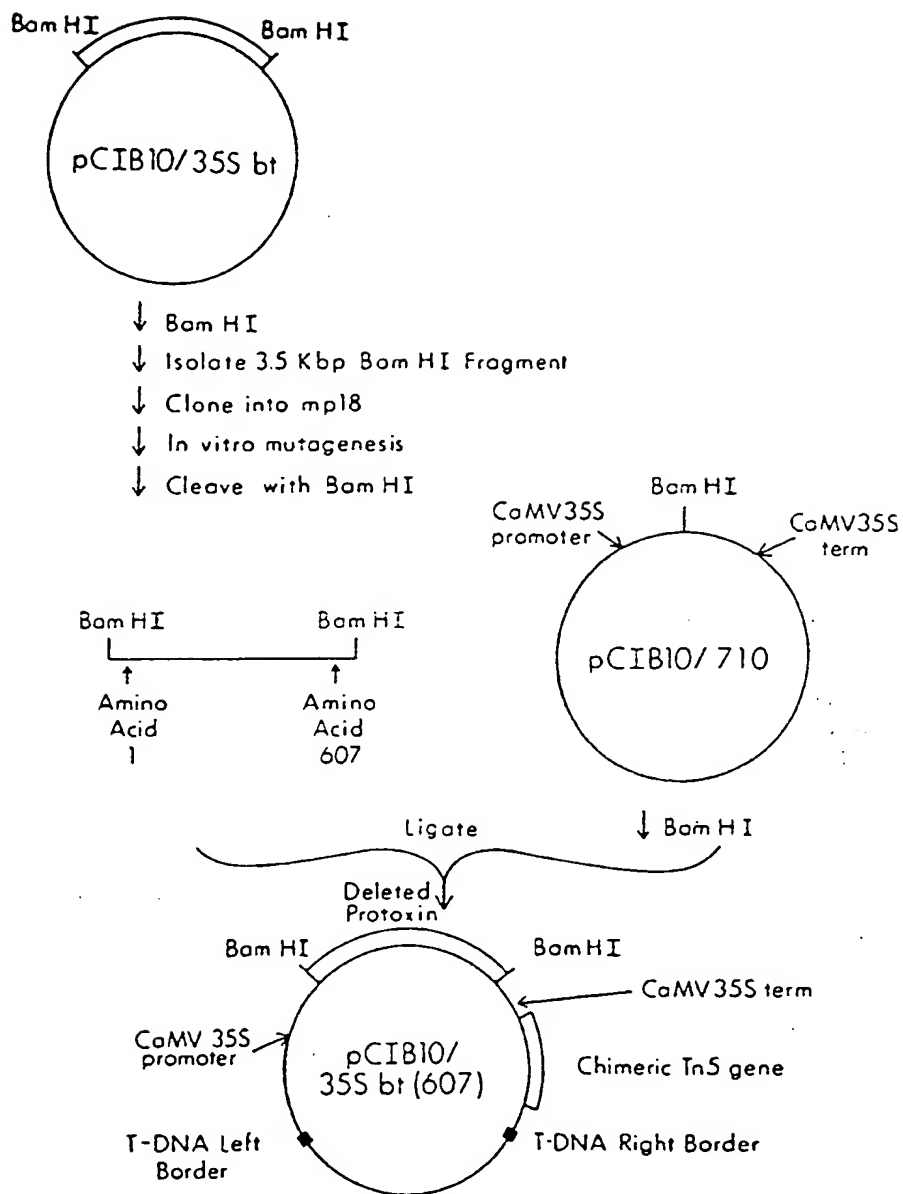 Bam HI
Bam HI
pCIB10/35S bt
↓ Bam HI
↓ Isolate 3.5 Kbp Bam HI Fragment
↓ Clone into mp18
↓ In vitro mutagenesis
↓ Cleave with Bam HI
Bam HI
CaMV35S
promoter
CaMV35S
term
pCIB10/710
Bam HI
Bam HI
Amino
Acid
1
Amino
Acid
607
Ligate
↓ Bam HI
Deleted
Protoxin
Bam HI
Bam HI
CaMV35S term
CaMV 35S
promoter
pCIB10/
35S bt (607)
Chimeric Tn5 gene
T-DNA Left
Border
T-DNA Right Border